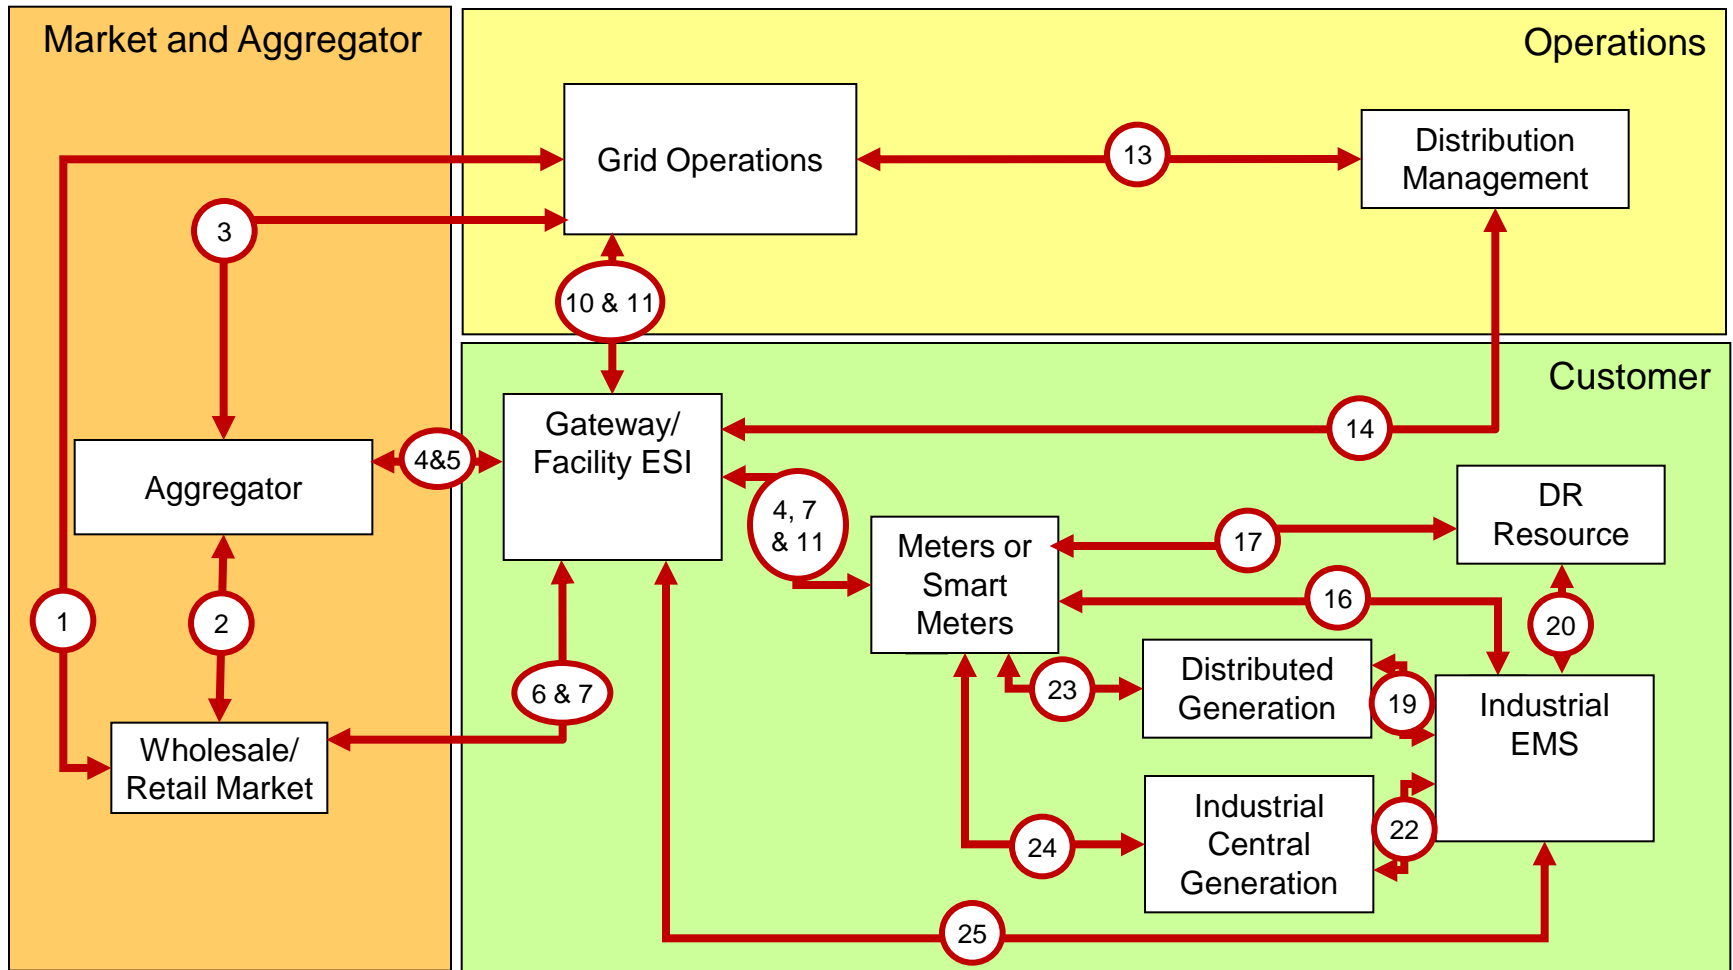 Market and Aggregator
Operations
Grid Operations
13
Distribution
Management
3
10 & 11
Customer
Gateway/
Facility ESI
14
4&5
Aggregator
4, 7
& 11
DR
Resource
17
Meters or
Smart
Meters
16
20
1
2
6 & 7
23
Distributed
Generation
19
Industrial
EMS
Wholesale/
Retail Market
Industrial
Central
Generation
22
24
25